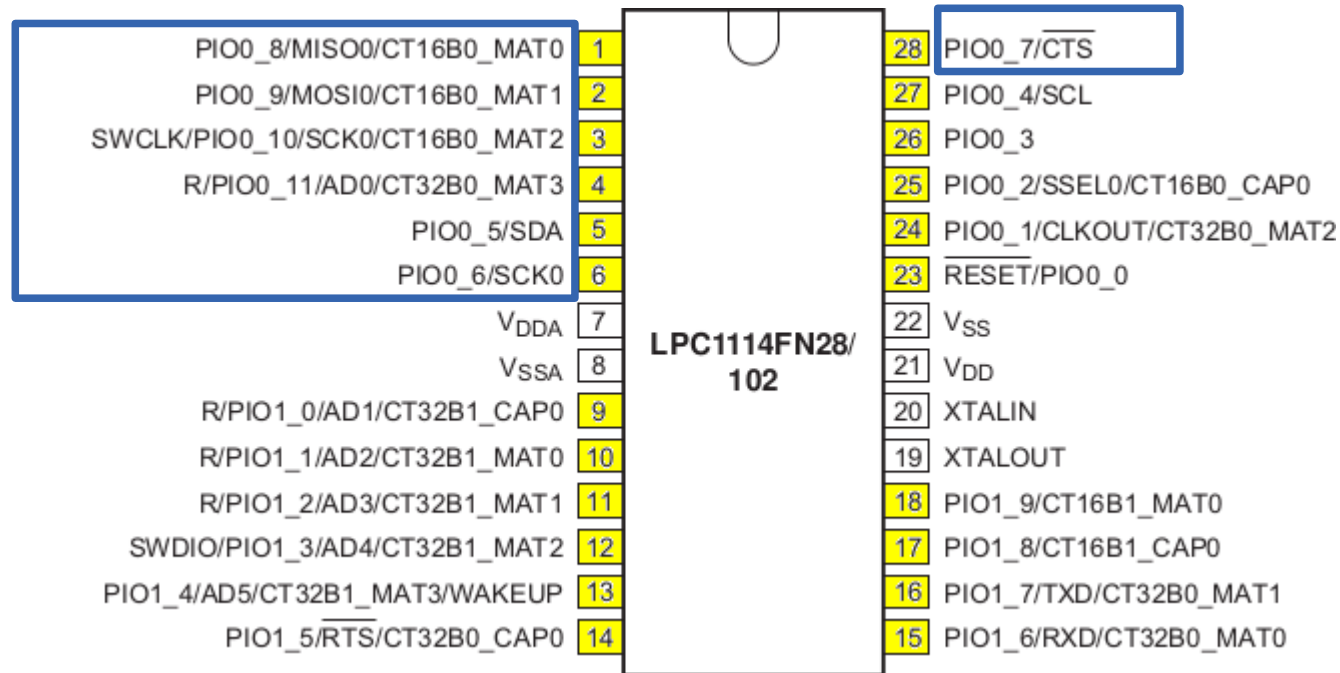 PIO0_8/MISO0/CT16B0_MAT0 1
PIO0_9/MOSI0/CT16B0_MAT1 2
SWCLK/PIO0_10/SCK0/CT16B0_MAT2 3
R/PIO0_11/AD0/CT32B0_MAT3 4
PIO0_5/SDA 5
PIO0_6/SCK0 6
VDDA 7
VSSA 8
R/PIO1_0/AD1/CT32B1_CAP0 9
R/PIO1_1/AD2/CT32B1_MAT0 10
R/PIO1_2/AD3/CT32B1_MAT1 11
SWDIO/PIO1_3/AD4/CT32B1_MAT2 12
PIO1_4/AD5/CT32B1_MAT3/WAKEUP 13
PIO1_5/RTS/CT32B0_CAP0 14
LPC1114FN28/
102
28 PIO0_7/CTS
27 PIO0_4/SCL
26 PIO0_3
25 PIO0_2/SSEL0/CT16B0_CAP0
24 PIO0_1/CLKOUT/CT32B0_MAT2
23 RESET/PIO0_0
22 VSS
21 VDD
20 XTALIN
19 XTALOUT
18 PIO1_9/CT16B1_MAT0
17 PIO1_8/CT16B1_CAP0
16 PIO1_7/TXD/CT32B0_MAT1
15 PIO1_6/RXD/CT32B0_MAT0